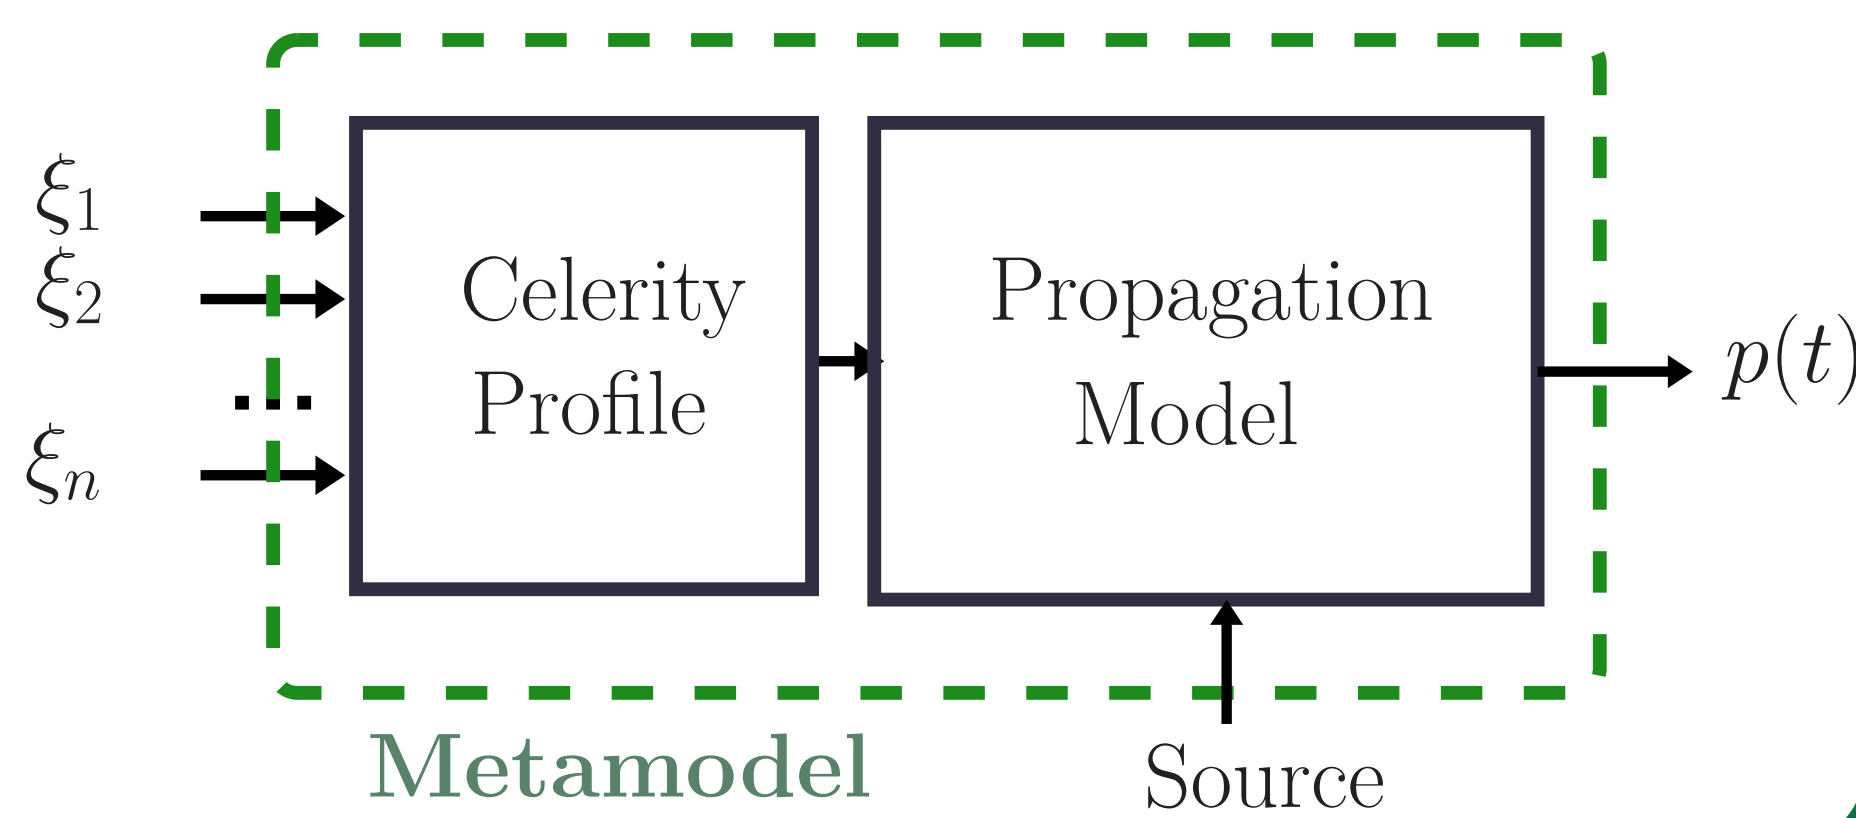 ξ₁
ξ₂
...
ξₙ
Celerity
Profile
Propagation
Model
p(t)
Metamodel
Source